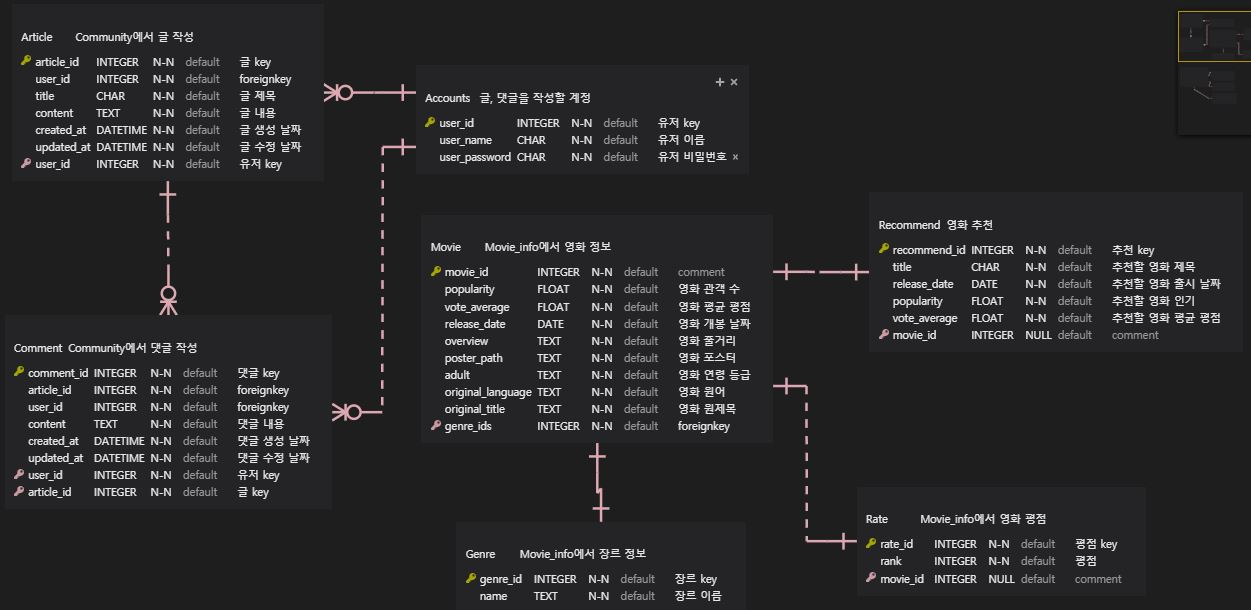 Article Community에서 글 작성
article_id INTEGER N-N default 글 key
user_id INTEGER N-N default foreignkey
title CHAR N-N default 글 제목
content TEXT N-N default 글 내용
created_at DATETIME N-N default 글 생성 날짜
updated_at DATETIME N-N default 글 수정 날짜
user_id INTEGER N-N default 유저 key
Accounts 글, 댓글을 작성할 계정
user_id INTEGER N-N default 유저 key
user_name CHAR N-N default 유저 이름
user_password CHAR N-N default 유저 비밀번호
Movie Movie_info에서 영화 정보
movie_id INTEGER N-N default comment
popularity FLOAT N-N default 영화 관객 수
vote_average FLOAT N-N default 영화 평균 평점
release_date DATE N-N default 영화 개봉 날짜
overview TEXT N-N default 영화 줄거리
poster_path TEXT N-N default 영화 포스터
adult TEXT N-N default 영화 연령 등급
original_language TEXT N-N default 영화 원어
original_title TEXT N-N default 영화 원제목
genre_ids INTEGER N-N default foreignkey
Recommend 영화 추천
recommend_id INTEGER N-N default 추천 key
title CHAR N-N default 추천할 영화 제목
release_date DATE N-N default 추천할 영화 출시 날짜
popularity FLOAT N-N default 추천할 영화 인기
vote_average FLOAT N-N default 추천할 영화 평균 평점
movie_id INTEGER NULL default comment
Comment Community에서 댓글 작성
comment_id INTEGER N-N default 댓글 key
article_id INTEGER N-N default foreignkey
user_id INTEGER N-N default foreignkey
content TEXT N-N default 댓글 내용
created_at DATETIME N-N default 댓글 생성 날짜
updated_at DATETIME N-N default 댓글 수정 날짜
user_id INTEGER N-N default 유저 key
article_id INTEGER N-N default 글 key
Genre Movie_info에서 장르 정보
genre_id INTEGER N-N default 장르 key
name TEXT N-N default 장르 이름
Rate Movie_info에서 영화 평점
rate_id INTEGER N-N default 평점 key
rank INTEGER N-N default 평점
movie_id INTEGER NULL default comment